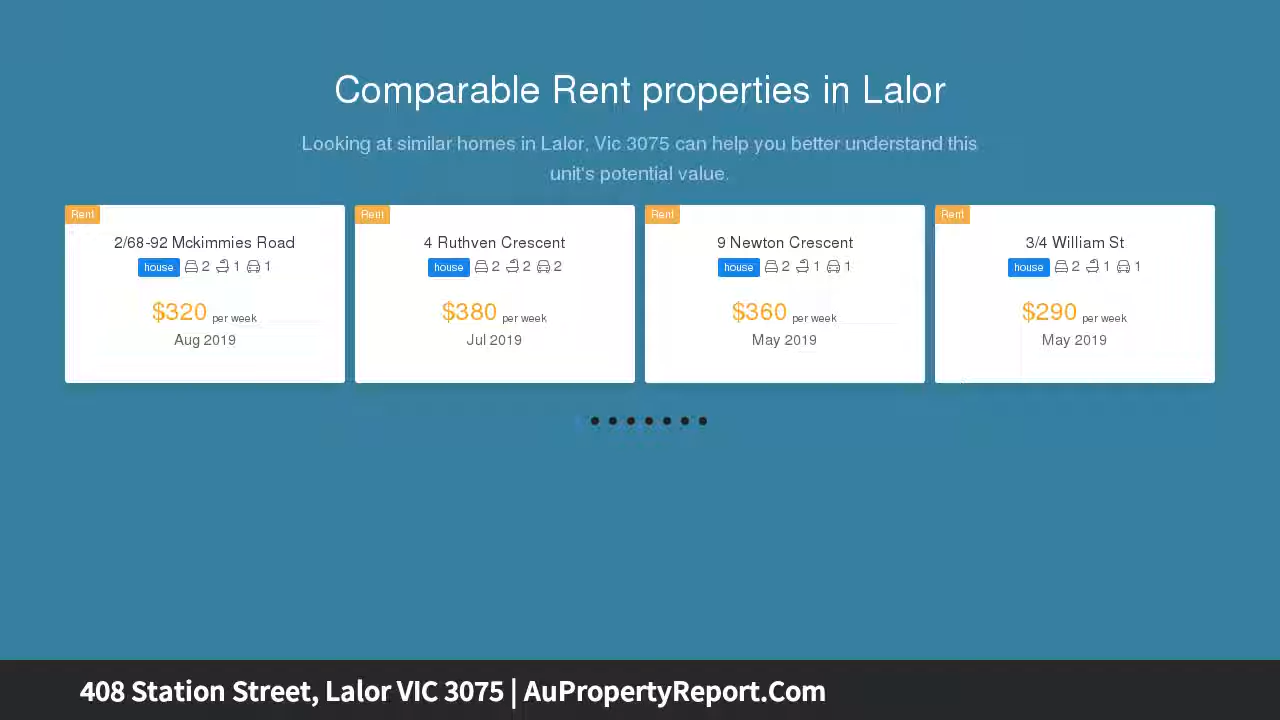 Comparable Rent properties in Lalor
Looking at similar homes in Lalor, Vic 3075 can help you better understand this
unit's potential value.
Rent
2/68-92 Mckimmies Road
house 2 1 1
$320 per week
Aug 2019
Rent
4 Ruthven Crescent
house 2 2 2
$380 per week
Jul 2019
Rent
9 Newton Crescent
house 2 1 1
$360 per week
May 2019
Rent
3/4 William St
house 2 1 1
$290 per week
May 2019
408 Station Street, Lalor VIC 3075 | AuPropertyReport.Com